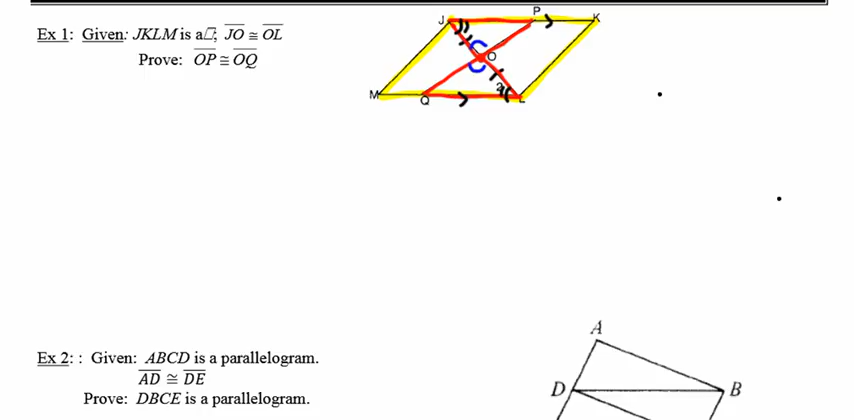 Ex 1: Given: JKLM is a▱; JO ≅ OL
Prove: OP ≅ OQ
J P K
O
2
M Q L
Ex 2: : Given: ABCD is a parallelogram.
AD ≅ DE
Prove: DBCE is a parallelogram.
A
D B